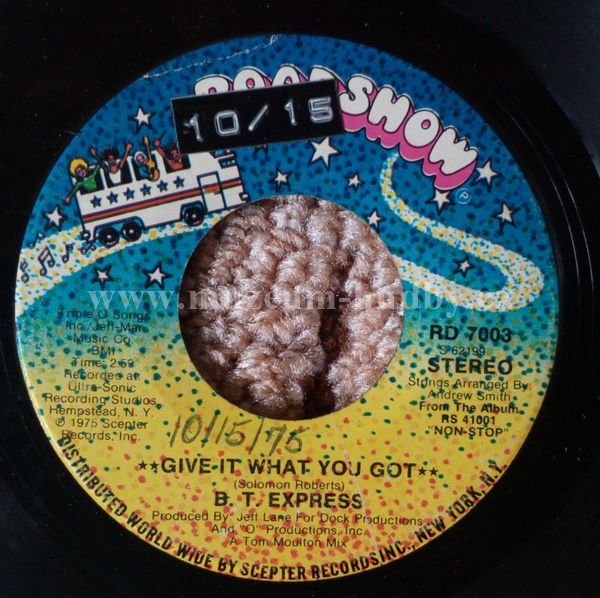 ROADSHOW
®
10/15
www.muzeum-hudby.cz
Triple O Songs
Inc./Jeff-Mar
Music Co.
BMI
Time: 2:59
Recorded at
Ultra-Sonic
Recording Studios
Hempstead, N. Y.
℗ 1975 Scepter
Records, Inc.
RD 7003
S 62199
STEREO
Strings Arranged By:
Andrew Smith
From The Album
RS 41001
"NON-STOP"
10/15/75
**GIVE IT WHAT YOU GOT**
(Solomon Roberts)
B. T. EXPRESS
Produced By: Jeff Lane For Dock Productions
And "O" Productions, Inc.
A Tom Moulton Mix
DISTRIBUTED WORLD WIDE BY SCEPTER RECORDS INC., NEW YORK, N.Y.